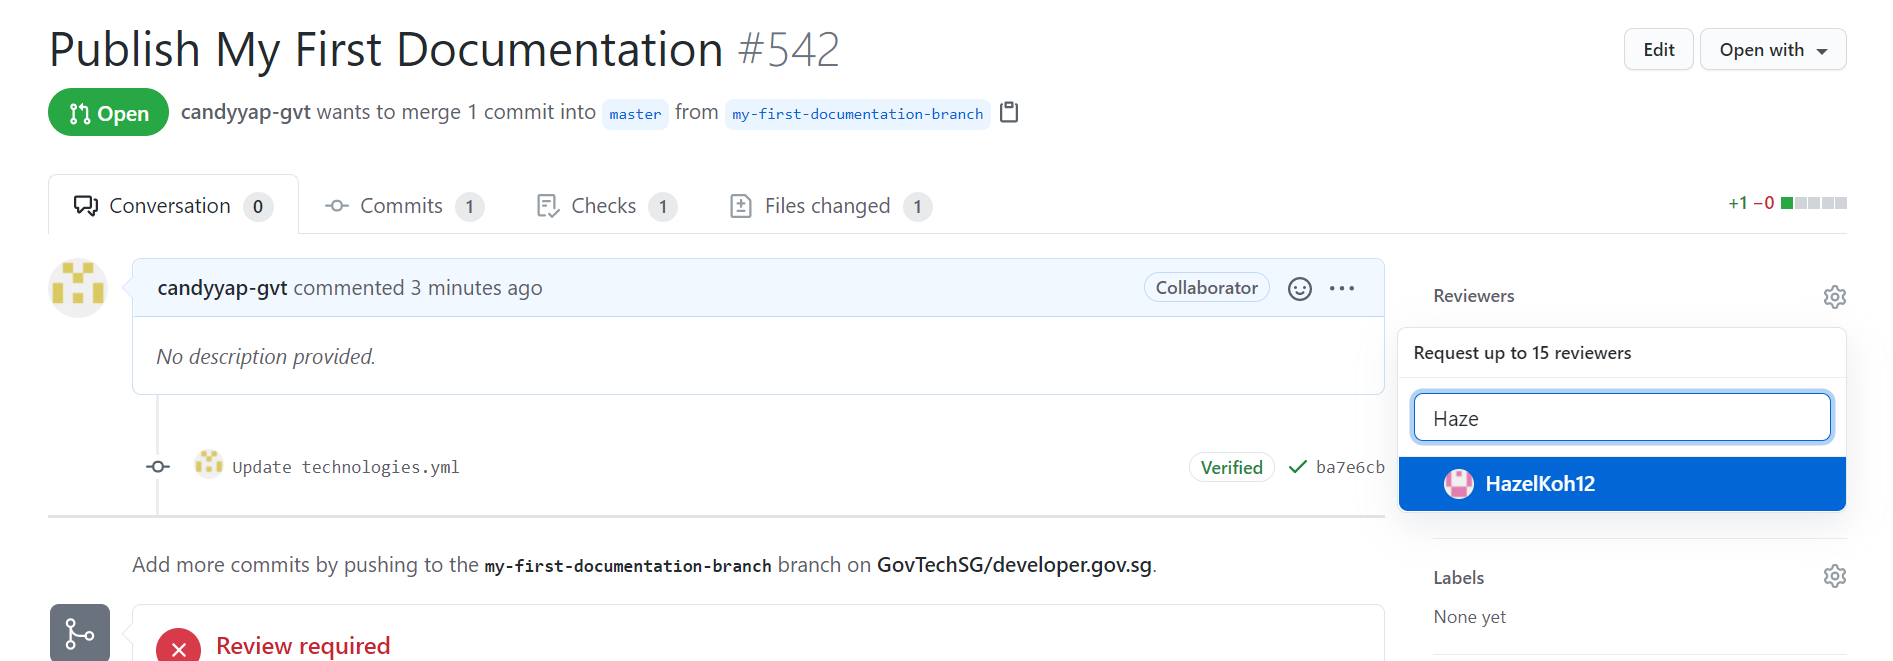 Publish My First Documentation #542
Edit
Open with
Open
candyyap-gvt wants to merge 1 commit into master from my-first-documentation-branch
Conversation 0
Commits 1
Checks 1
Files changed 1
+1 −0
candyyap-gvt commented 3 minutes ago
Collaborator
No description provided.
Update technologies.yml
Verified
ba7e6cb
Add more commits by pushing to the my-first-documentation-branch branch on GovTechSG/developer.gov.sg.
Review required
Reviewers
Request up to 15 reviewers
Haze
HazelKoh12
Labels
None yet